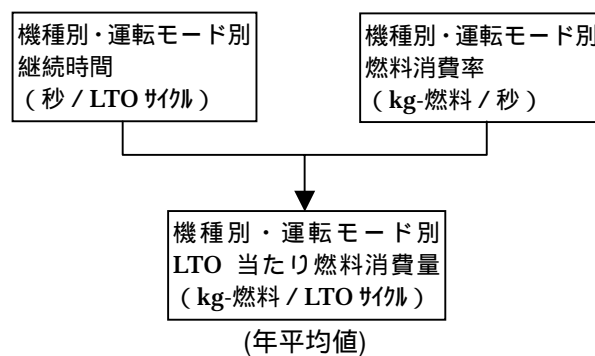 機種別・運転モード別
継続時間
（秒／LTO ｻｲｸﾙ）
機種別・運転モード別
燃料消費率
（kg-燃料／秒）
機種別・運転モード別
LTO 当たり燃料消費量
（kg-燃料／LTO ｻｲｸﾙ）
(年平均値)